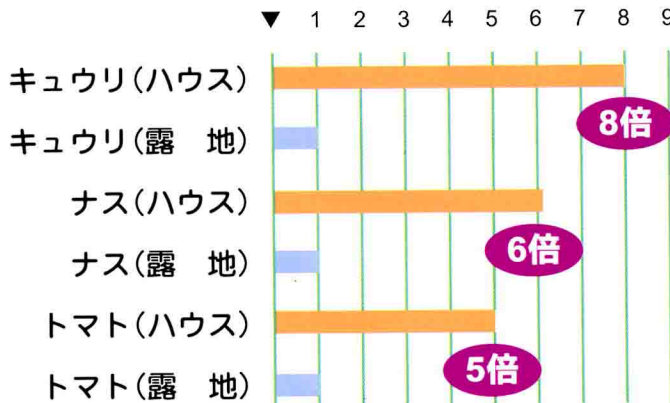 ▼ 1 2 3 4 5 6 7 8 9
キュウリ(ハウス)
8倍
キュウリ(露　地)
ナス(ハウス)
6倍
ナス(露　地)
トマト(ハウス)
5倍
トマト(露　地)